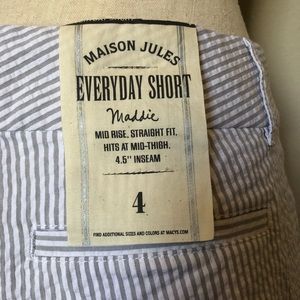 MAISON JULES
EVERYDAY SHORT
Maddie
MID RISE. STRAIGHT FIT.
HITS AT MID-THIGH.
4.5" INSEAM
4
FIND ADDITIONAL SIZES AND COLORS AT MACYS.COM